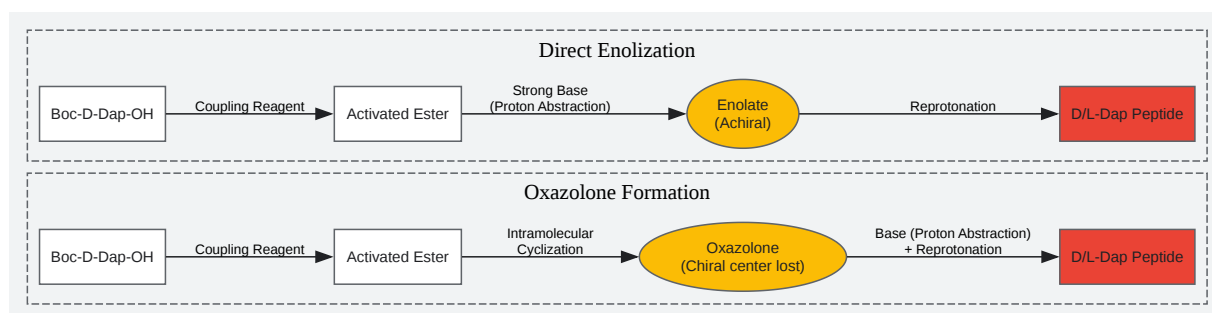 Direct Enolization
Boc-D-Dap-OH
Coupling Reagent
Activated Ester
Strong Base
(Proton Abstraction)
Enolate
(Achiral)
Reprotonation
D/L-Dap Peptide
Oxazolone Formation
Boc-D-Dap-OH
Coupling Reagent
Activated Ester
Intramolecular
Cyclization
Oxazolone
(Chiral center lost)
Base (Proton Abstraction)
+ Reprotonation
D/L-Dap Peptide